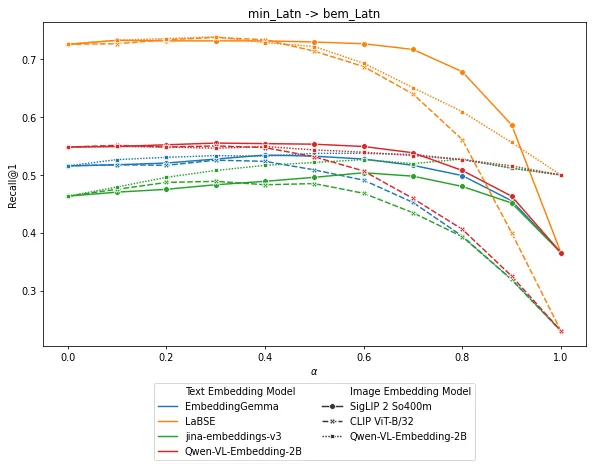 min_Latn -> bem_Latn
Recall@1
0.7
0.6
0.5
0.4
0.3
0.0 0.2 0.4 0.6 0.8 1.0
α
Text Embedding Model Image Embedding Model
EmbeddingGemma SigLIP 2 So400m
LaBSE CLIP ViT-B/32
jina-embeddings-v3 Qwen-VL-Embedding-2B
Qwen-VL-Embedding-2B